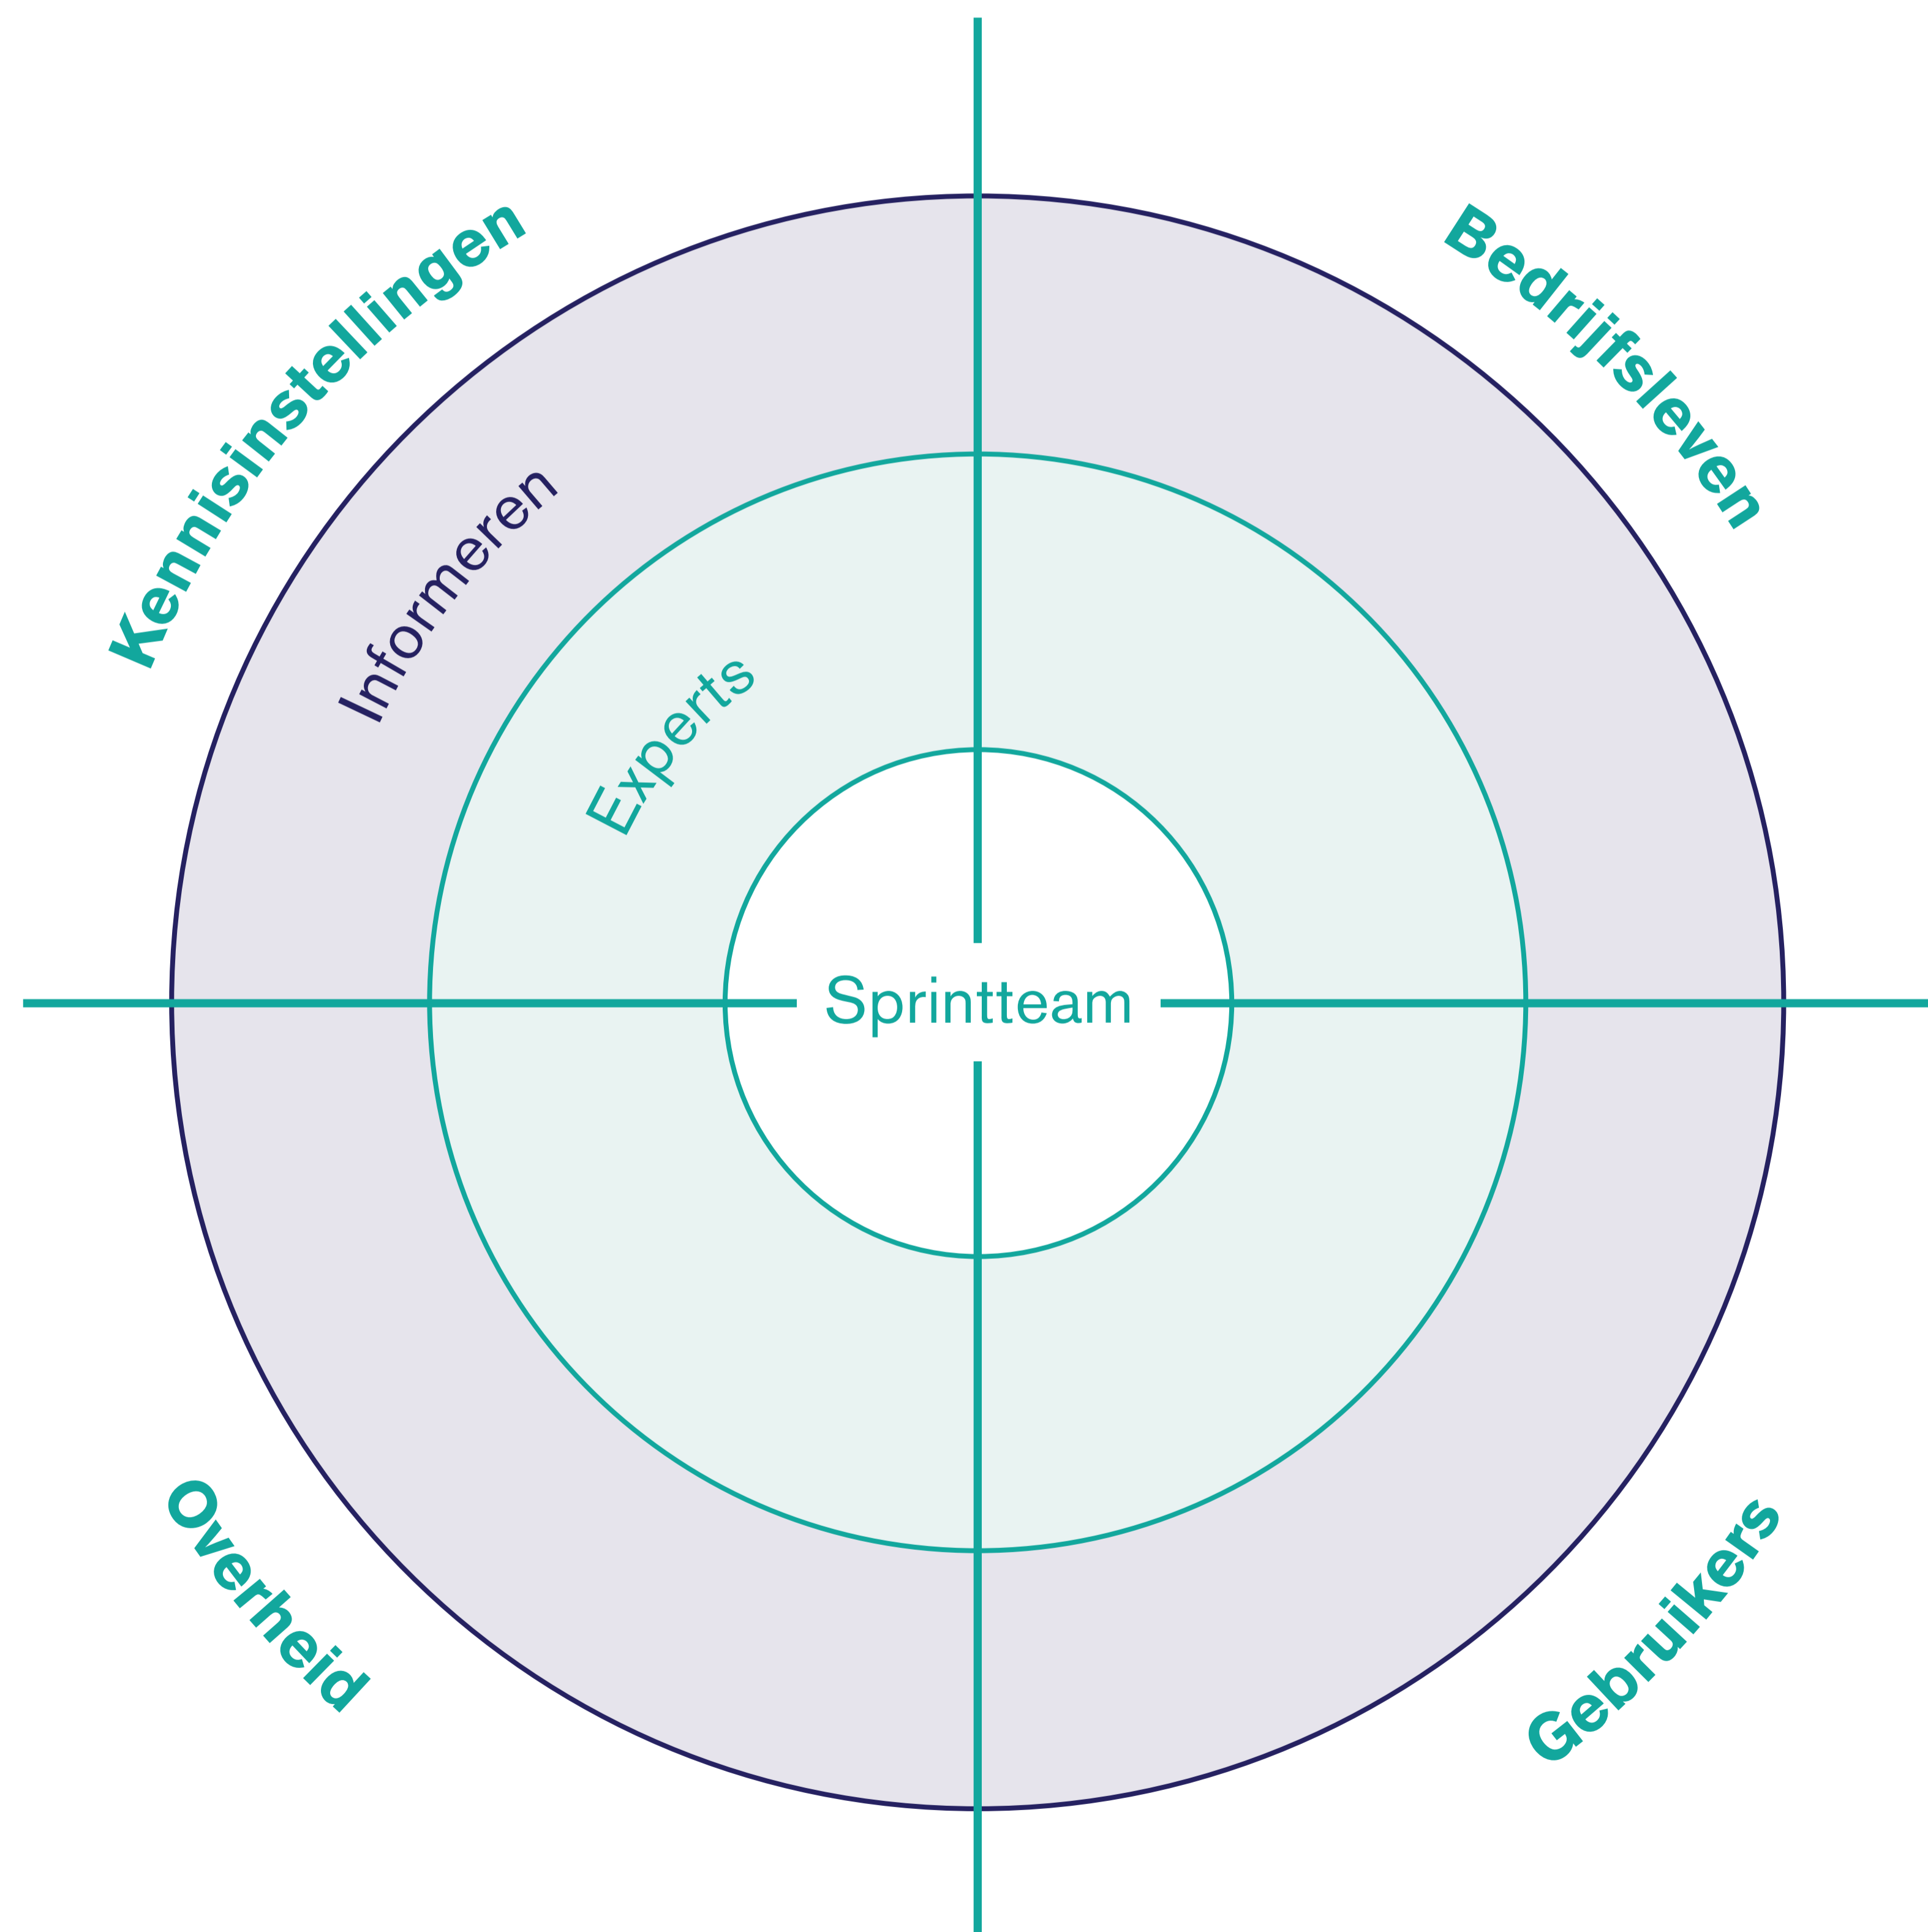 Kennisinstellingen
Bedrijfsleven
Informeren
Experts
Sprintteam
Overheid
Gebruikers